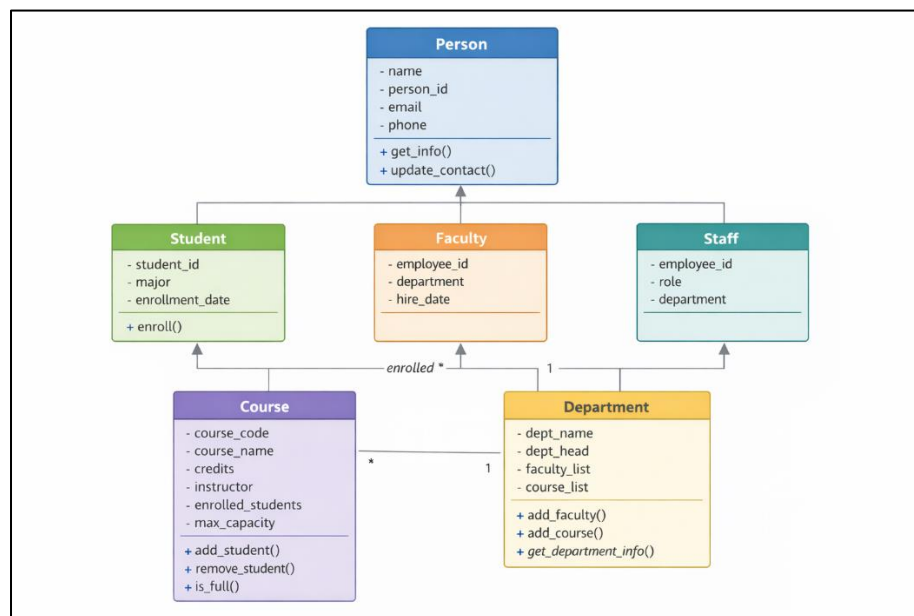 Person
- name
- person_id
- email
- phone
+ get_info()
+ update_contact()
Student
- student_id
- major
- enrollment_date
+ enroll()
Faculty
- employee_id
- department
- hire_date
Staff
- employee_id
- role
- department
enrolled *
1
Course
- course_code
- course_name
- credits
- instructor
- enrolled_students
- max_capacity
+ add_student()
+ remove_student()
+ is_full()
*
1
Department
- dept_name
- dept_head
- faculty_list
- course_list
+ add_faculty()
+ add_course()
+ get_department_info()